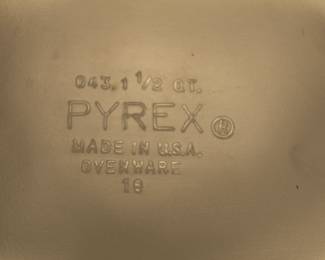 043, 1 1/2 QT.
PYREX ®
MADE IN U.S.A.
OVENWARE
18